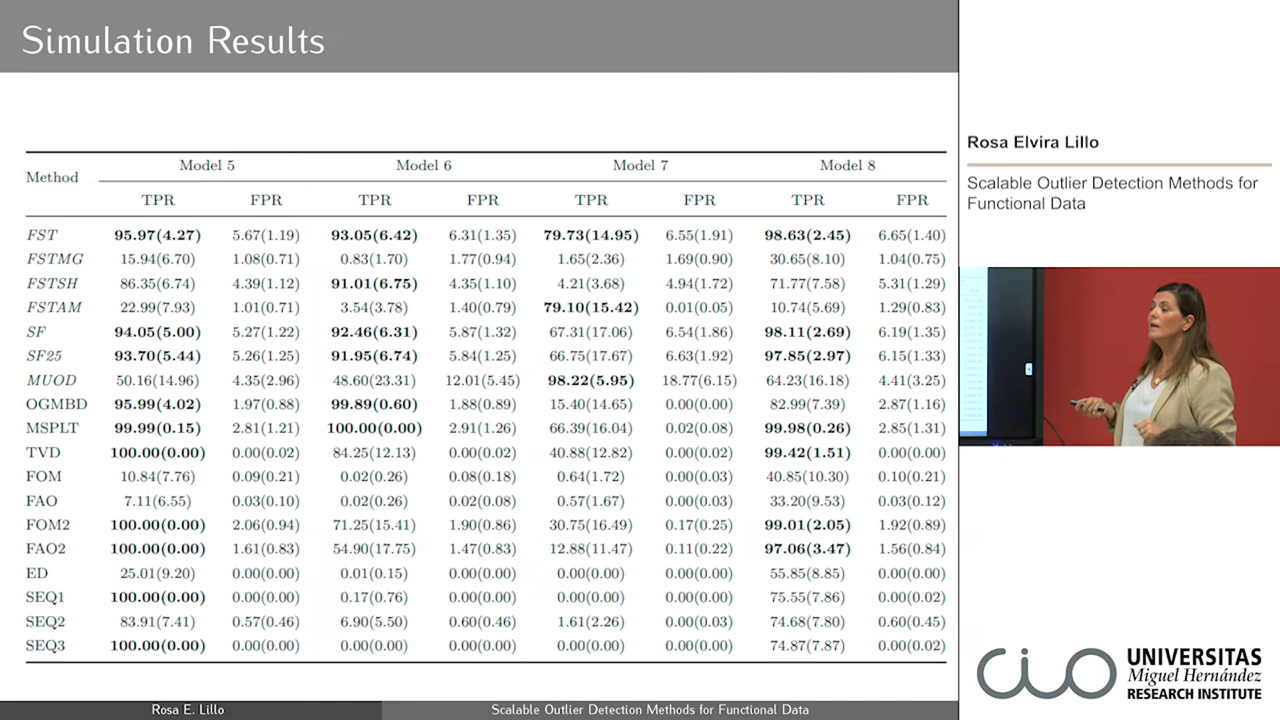 Simulation Results
Method Model 5 Model 6 Model 7 Model 8
TPR FPR TPR FPR TPR FPR TPR FPR
FST 95.97(4.27) 5.67(1.19) 93.05(6.42) 6.31(1.35) 79.73(14.95) 6.55(1.91) 98.63(2.45) 6.65(1.40)
FSTMG 15.94(6.70) 1.08(0.71) 0.83(1.70) 1.77(0.94) 1.65(2.36) 1.69(0.90) 30.65(8.10) 1.04(0.75)
FSTSH 86.35(6.74) 4.39(1.12) 91.01(6.75) 4.35(1.10) 4.21(3.68) 4.94(1.72) 71.77(7.58) 5.31(1.29)
FSTAM 22.99(7.93) 1.01(0.71) 3.54(3.78) 1.40(0.79) 79.10(15.42) 0.01(0.05) 10.74(5.69) 1.29(0.83)
SF 94.05(5.00) 5.27(1.22) 92.46(6.31) 5.87(1.32) 67.31(17.06) 6.54(1.86) 98.11(2.69) 6.19(1.35)
SF25 93.70(5.44) 5.26(1.25) 91.95(6.74) 5.84(1.25) 66.75(17.67) 6.63(1.92) 97.85(2.97) 6.15(1.33)
MUOD 50.16(14.96) 4.35(2.96) 48.60(23.31) 12.01(5.45) 98.22(5.95) 18.77(6.15) 64.23(16.18) 4.41(3.25)
OGMBD 95.99(4.02) 1.97(0.88) 99.89(0.60) 1.88(0.89) 15.40(14.65) 0.00(0.00) 82.99(7.39) 2.87(1.16)
MSPLT 99.99(0.15) 2.81(1.21) 100.00(0.00) 2.91(1.26) 66.39(16.04) 0.02(0.08) 99.98(0.26) 2.85(1.31)
TVD 100.00(0.00) 0.00(0.02) 84.25(12.13) 0.00(0.02) 40.88(12.82) 0.00(0.02) 99.42(1.51) 0.00(0.00)
FOM 10.84(7.76) 0.09(0.21) 0.02(0.26) 0.08(0.18) 0.64(1.72) 0.00(0.03) 40.85(10.30) 0.10(0.21)
FAO 7.11(6.55) 0.03(0.10) 0.02(0.26) 0.02(0.08) 0.57(1.67) 0.00(0.03) 33.20(9.53) 0.03(0.12)
FOM2 100.00(0.00) 2.06(0.94) 71.25(15.41) 1.90(0.86) 30.75(16.49) 0.17(0.25) 99.01(2.05) 1.92(0.89)
FAO2 100.00(0.00) 1.61(0.83) 54.90(17.75) 1.47(0.83) 12.88(11.47) 0.11(0.22) 97.06(3.47) 1.56(0.84)
ED 25.01(9.20) 0.00(0.00) 0.01(0.15) 0.00(0.00) 0.00(0.00) 0.00(0.00) 55.85(8.85) 0.00(0.00)
SEQ1 100.00(0.00) 0.00(0.00) 0.17(0.76) 0.00(0.00) 0.00(0.00) 0.00(0.00) 75.55(7.86) 0.00(0.02)
SEQ2 83.91(7.41) 0.57(0.46) 6.90(5.50) 0.60(0.46) 1.61(2.26) 0.00(0.03) 74.68(7.80) 0.60(0.45)
SEQ3 100.00(0.00) 0.00(0.00) 0.00(0.00) 0.00(0.00) 0.00(0.00) 0.00(0.00) 74.87(7.87) 0.00(0.02)
Rosa E. Lillo Scalable Outlier Detection Methods for Functional Data
Rosa Elvira Lillo
Scalable Outlier Detection Methods for
Functional Data
cio UNIVERSITAS
Miguel Hernández
RESEARCH INSTITUTE